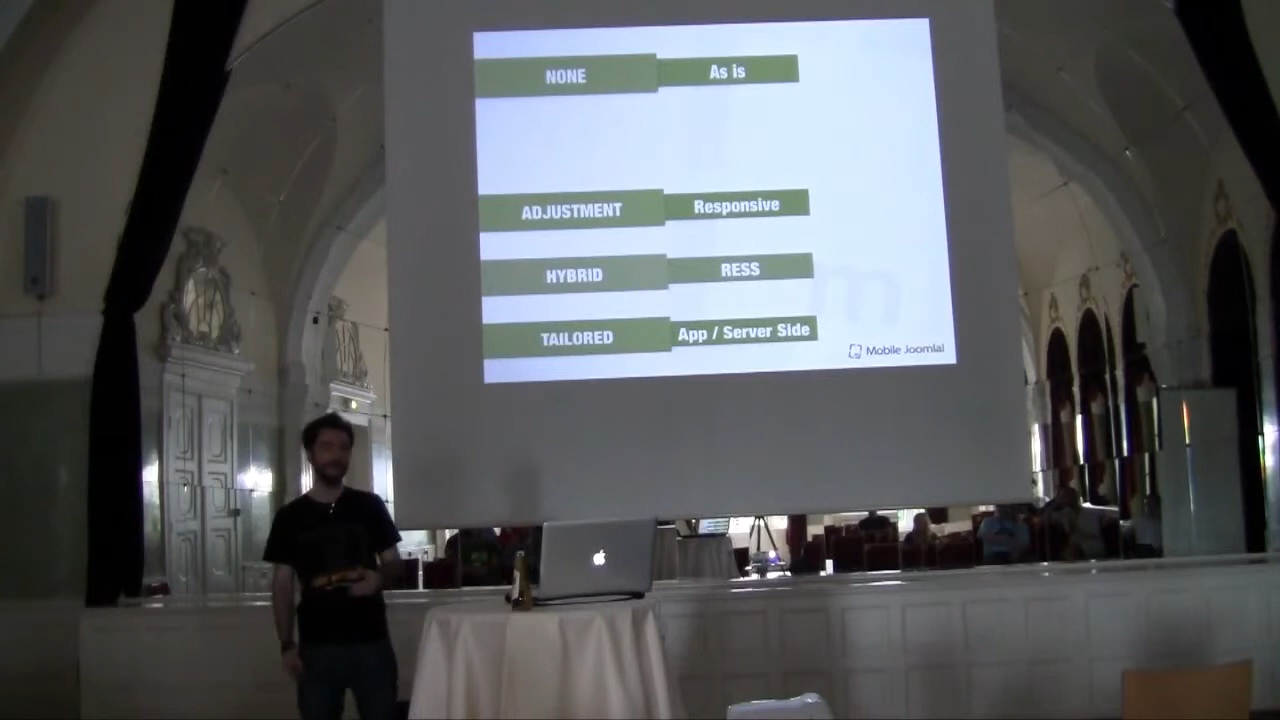 NONE As is
ADJUSTMENT Responsive
HYBRID RESS
TAILORED App / Server Side
m
Mobile Joomla!